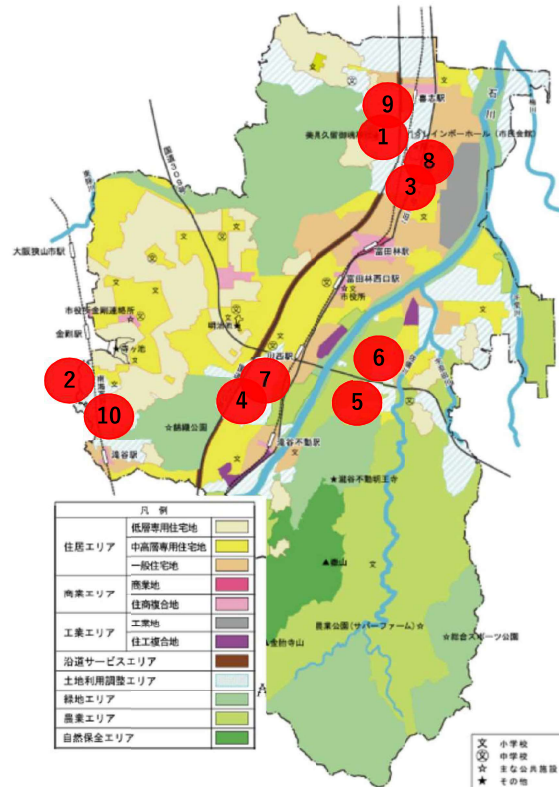 喜志駅
石川
9
1
8
3
美具久留御魂
レインボーホール(市民会館)
国道309号
大阪狭山市駅
富田林駅
富田林西口駅
市役所
市役所金剛連絡所
金剛駅
寺ヶ池
明治池
川西駅
2
10
4
7
6
5
☆錦織公園
滝谷駅
滝谷不動駅
★瀧谷不動明王寺
▲嶽山
農業公園(サバーファーム)☆
☆総合スポーツ公園
▲金胎寺山
凡 例
住居エリア
低層専用住宅地
中高層専用住宅地
一般住宅地
商業エリア
商業地
住商複合地
工業エリア
工業地
住工複合地
沿道サービスエリア
土地利用調整エリア
緑地エリア
農業エリア
自然保全エリア
文 小学校
文 中学校
☆ 主な公共施設
★ その他